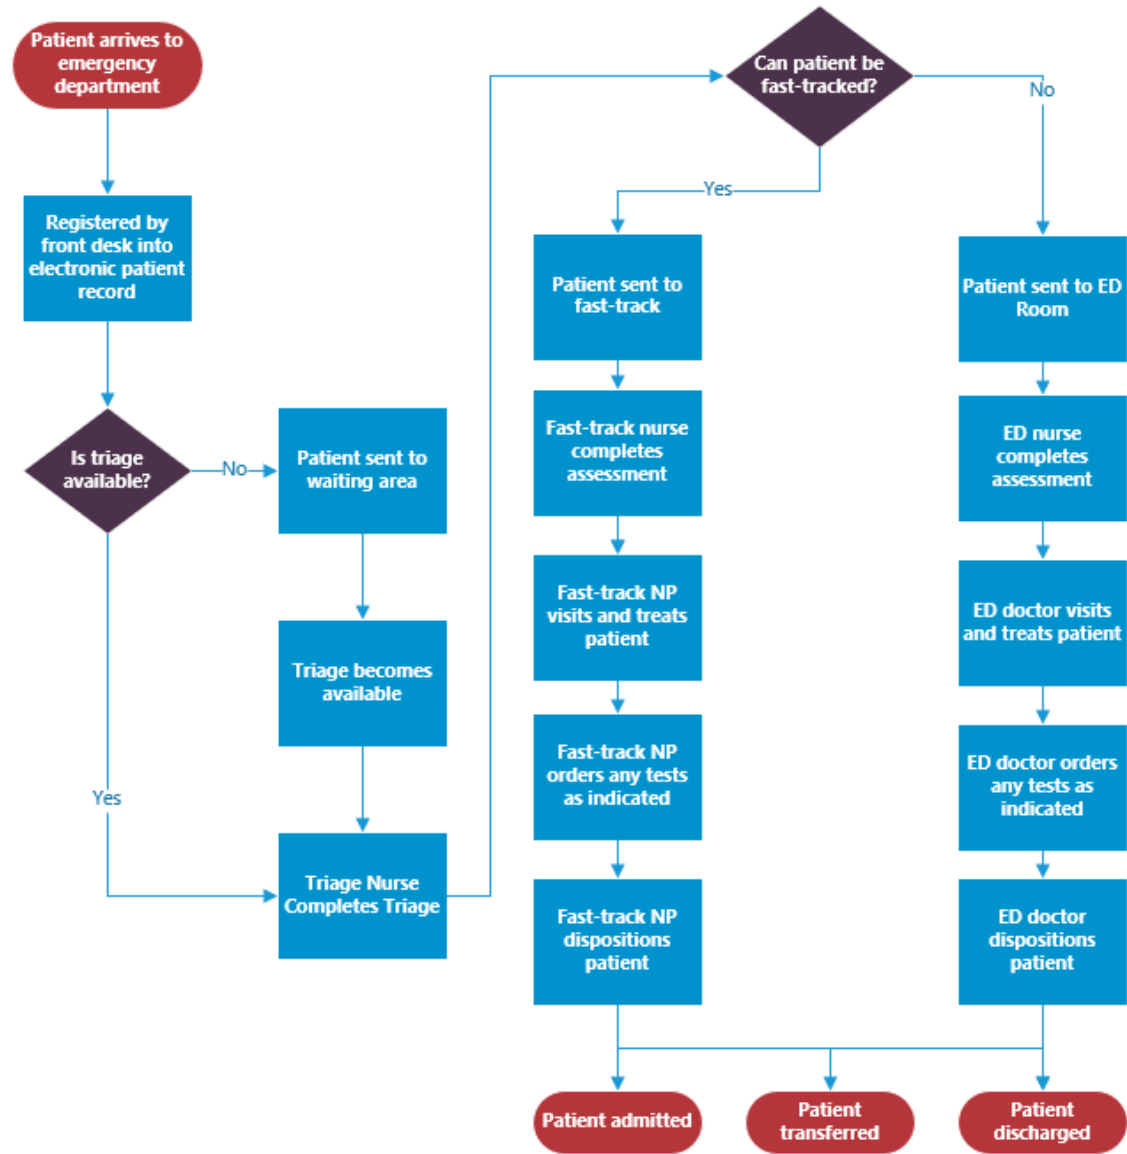 Patient arrives to
emergency
department
Registered by
front desk into
electronic patient
record
Is triage
available?
No
Patient sent to
waiting area
Triage becomes
available
Yes
Triage Nurse
Completes Triage
Can patient be
fast-tracked?
Yes
No
Patient sent to
fast-track
Fast-track nurse
completes
assessment
Fast-track NP
visits and treats
patient
Fast-track NP
orders any tests
as indicated
Fast-track NP
dispositions
patient
Patient sent to ED
Room
ED nurse
completes
assessment
ED doctor visits
and treats patient
ED doctor orders
any tests as
indicated
ED doctor
dispositions
patient
Patient admitted
Patient
transferred
Patient
discharged